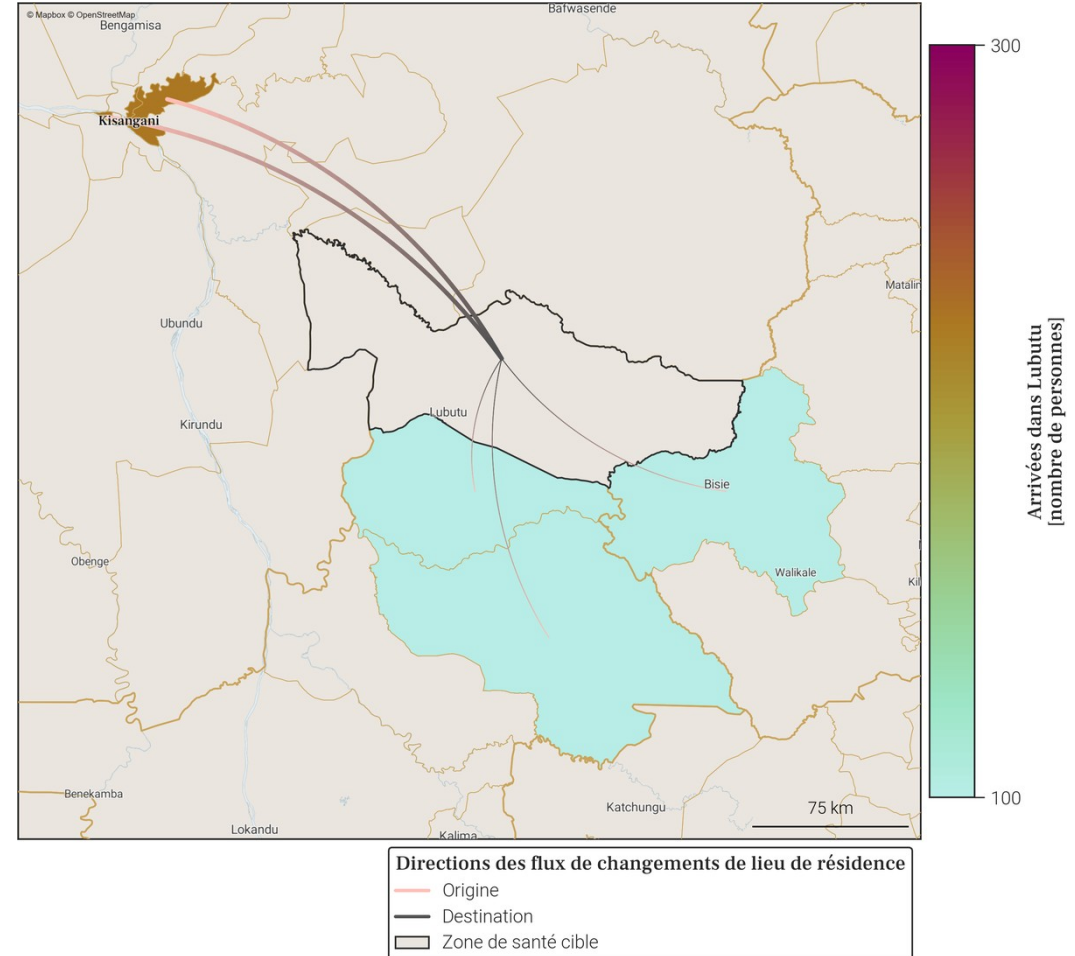 © Mapbox © OpenStreetMap
Bafwasende
Bengamisa
300
Kisangani
Matalin
Ubundu
Arrivées dans Lubutu
[nombre de personnes]
Lubutu
Kirundu
Bisie
Obenge
Walikale
Kil
Benekamba
Katchungu
75 km
100
Lokandu
Kalima
Directions des flux de changements de lieu de résidence
Origine
Destination
Zone de santé cible